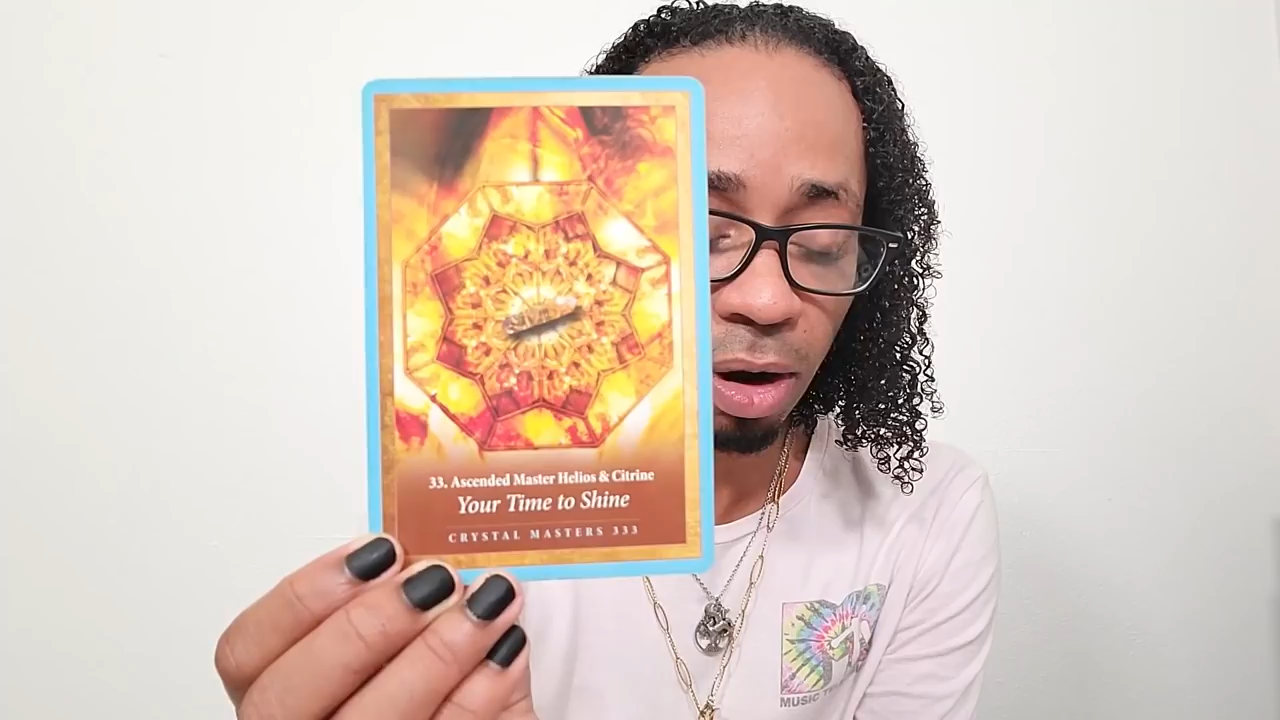 33. Ascended Master Helios & Citrine
Your Time to Shine
CRYSTAL MASTERS 333
MUSIC